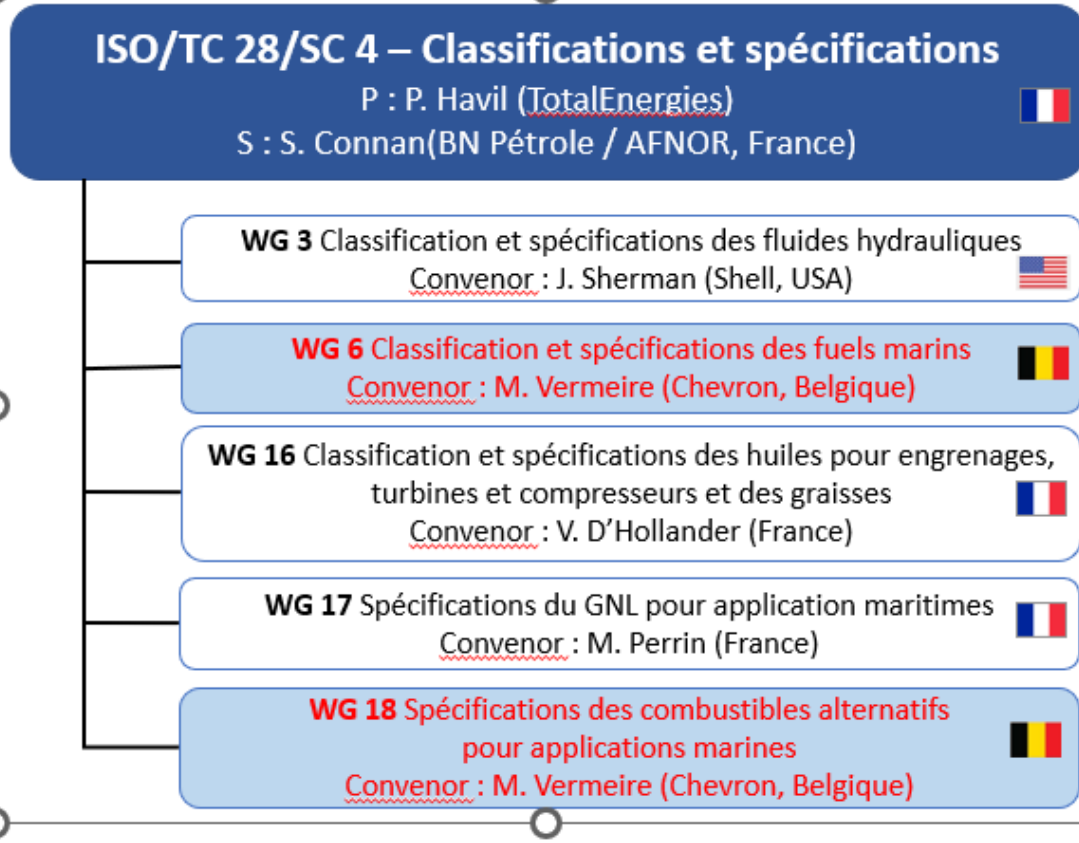 ISO/TC 28/SC 4 – Classifications et spécifications
P : P. Havil (TotalEnergies)
S : S. Connan(BN Pétrole / AFNOR, France)
WG 3 Classification et spécifications des fluides hydrauliques
Convenor : J. Sherman (Shell, USA)
WG 6 Classification et spécifications des fuels marins
Convenor : M. Vermeire (Chevron, Belgique)
WG 16 Classification et spécifications des huiles pour engrenages,
turbines et compresseurs et des graisses
Convenor : V. D’Hollander (France)
WG 17 Spécifications du GNL pour application maritimes
Convenor : M. Perrin (France)
WG 18 Spécifications des combustibles alternatifs
pour applications marines
Convenor : M. Vermeire (Chevron, Belgique)